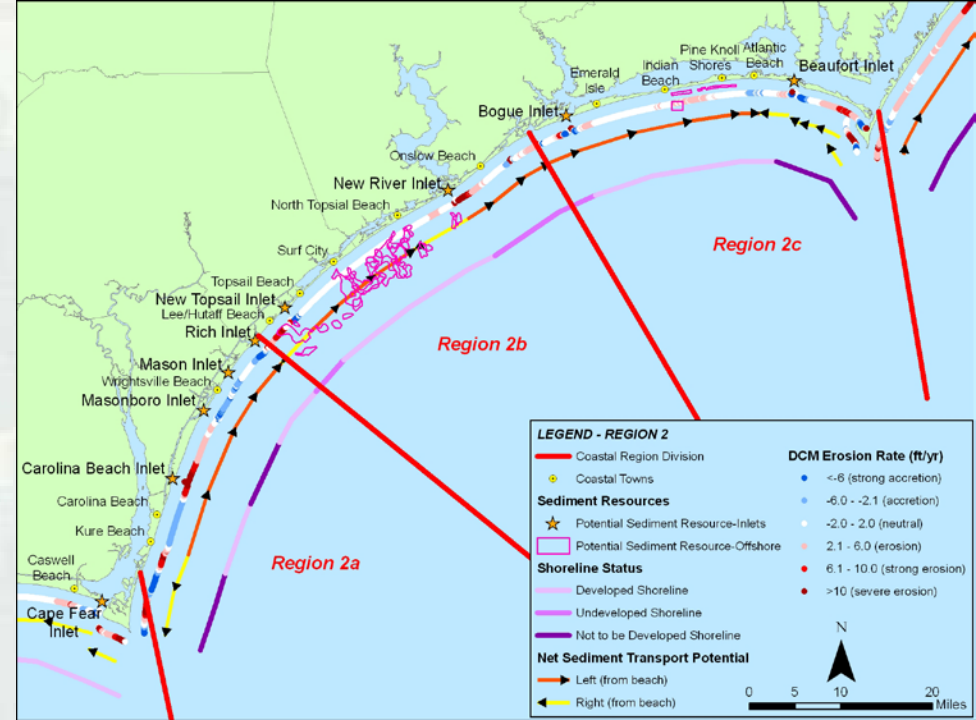 Pine Knoll Atlantic
Shores Beach
Indian
Beach
Beaufort Inlet
Emerald
Isle
Bogue Inlet
Onslow Beach
New River Inlet
North Topsial Beach
Surf City
Topsail Beach
New Topsail Inlet
Lee/Hutaff Beach
Rich Inlet
Mason Inlet
Wrightsville Beach
Masonboro Inlet
Carolina Beach Inlet
Carolina Beach
Kure Beach
Caswell
Beach
Cape Fear
Inlet
Region 2c
Region 2b
Region 2a
LEGEND - REGION 2
Coastal Region Division
Coastal Towns
Sediment Resources
Potential Sediment Resource-Inlets
Potential Sediment Resource-Offshore
Shoreline Status
Developed Shoreline
Undeveloped Shoreline
Not to be Developed Shoreline
Net Sediment Transport Potential
Left (from beach)
Right (from beach)
DCM Erosion Rate (ft/yr)
<-6 (strong accretion)
-6.0 - -2.1 (accretion)
-2.0 - 2.0 (neutral)
2.1 - 6.0 (erosion)
6.1 - 10.0 (strong erosion)
>10 (severe erosion)
N
0 5 10 20
Miles